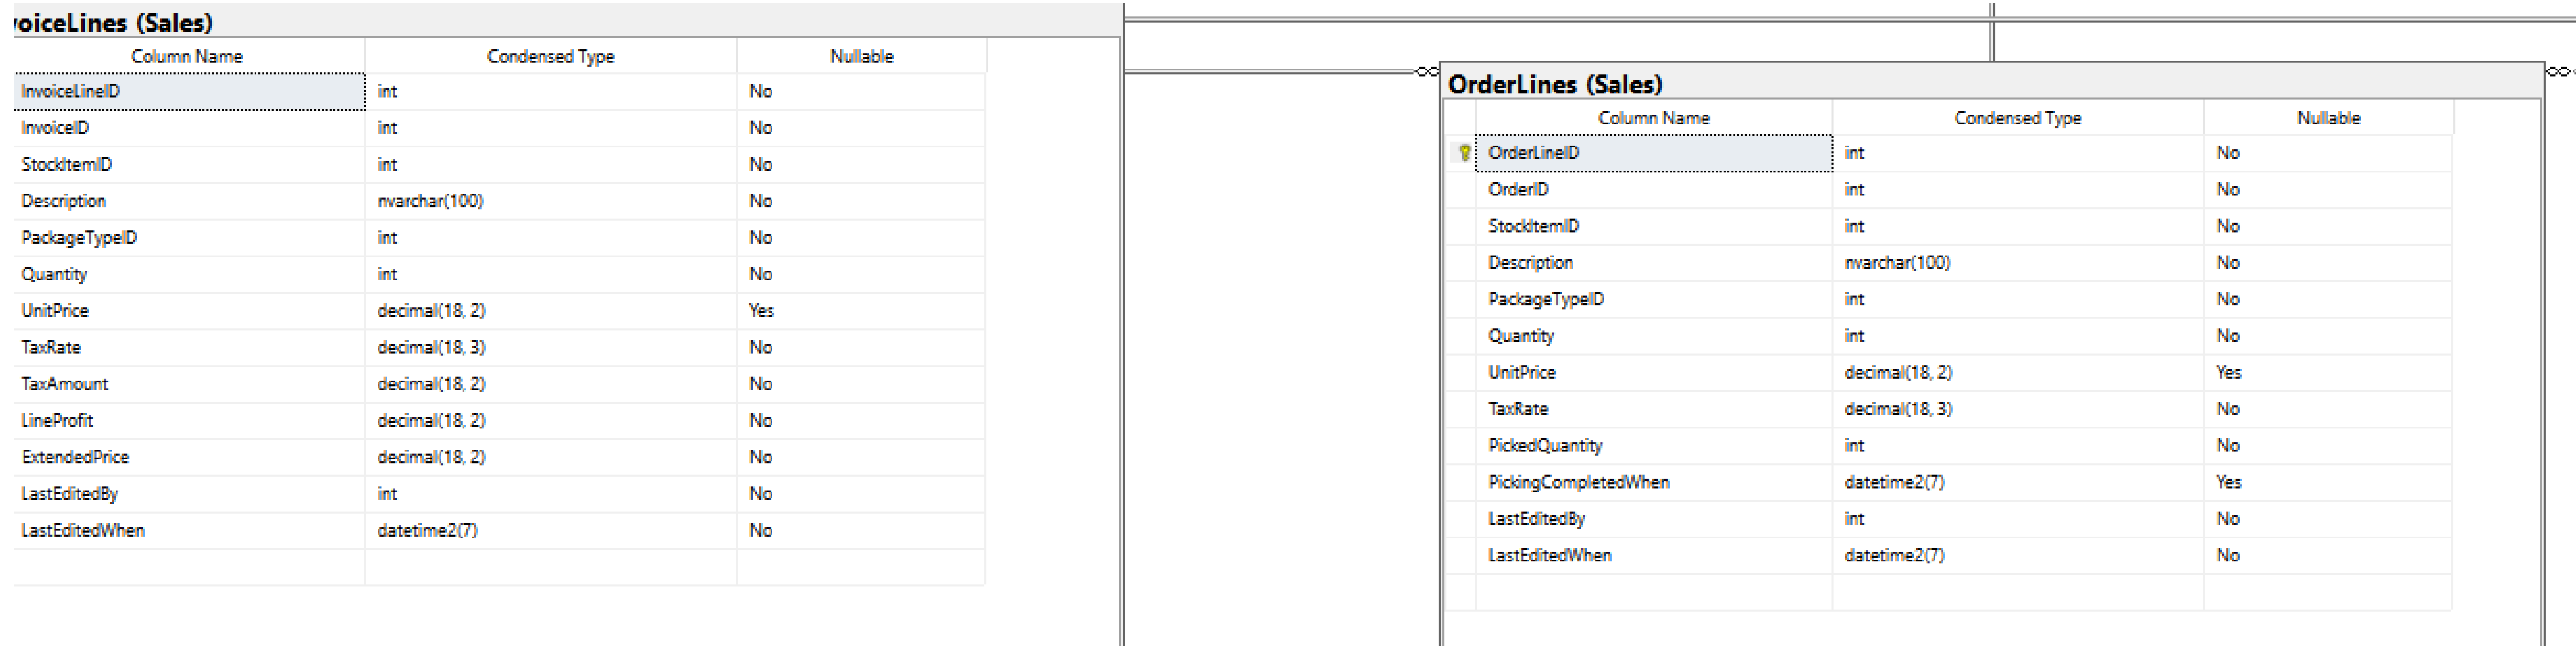 voiceLines (Sales)
Column Name Condensed Type Nullable
InvoiceLineID int No
InvoiceID int No
StockItemID int No
Description nvarchar(100) No
PackageTypeID int No
Quantity int No
UnitPrice decimal(18, 2) Yes
TaxRate decimal(18, 3) No
TaxAmount decimal(18, 2) No
LineProfit decimal(18, 2) No
ExtendedPrice decimal(18, 2) No
LastEditedBy int No
LastEditedWhen datetime2(7) No
OrderLines (Sales)
Column Name Condensed Type Nullable
OrderLineID int No
OrderID int No
StockItemID int No
Description nvarchar(100) No
PackageTypeID int No
Quantity int No
UnitPrice decimal(18, 2) Yes
TaxRate decimal(18, 3) No
PickedQuantity int No
PickingCompletedWhen datetime2(7) Yes
LastEditedBy int No
LastEditedWhen datetime2(7) No